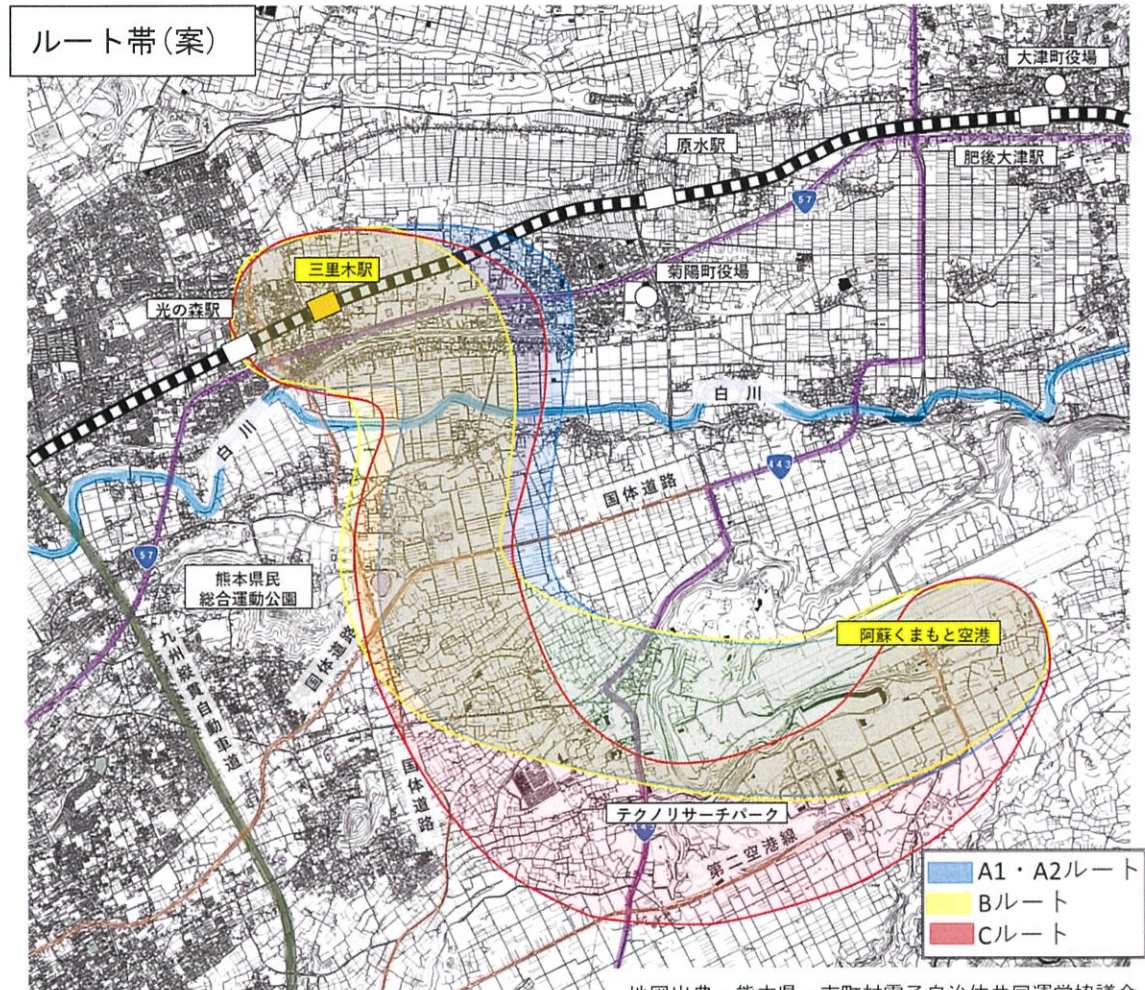 ルート帯(案)
大津町役場
原水駅
肥後大津駅
57
三里木駅
菊陽町役場
光の森駅
白川
白川
443
国体道路
57
熊本県民
総合運動公園
阿蘇くまもと空港
国体道路
九州縦貫自動車道
国体道路
テクノリサーチパーク
443
第二空港線
A1・A2ルート
Bルート
Cルート